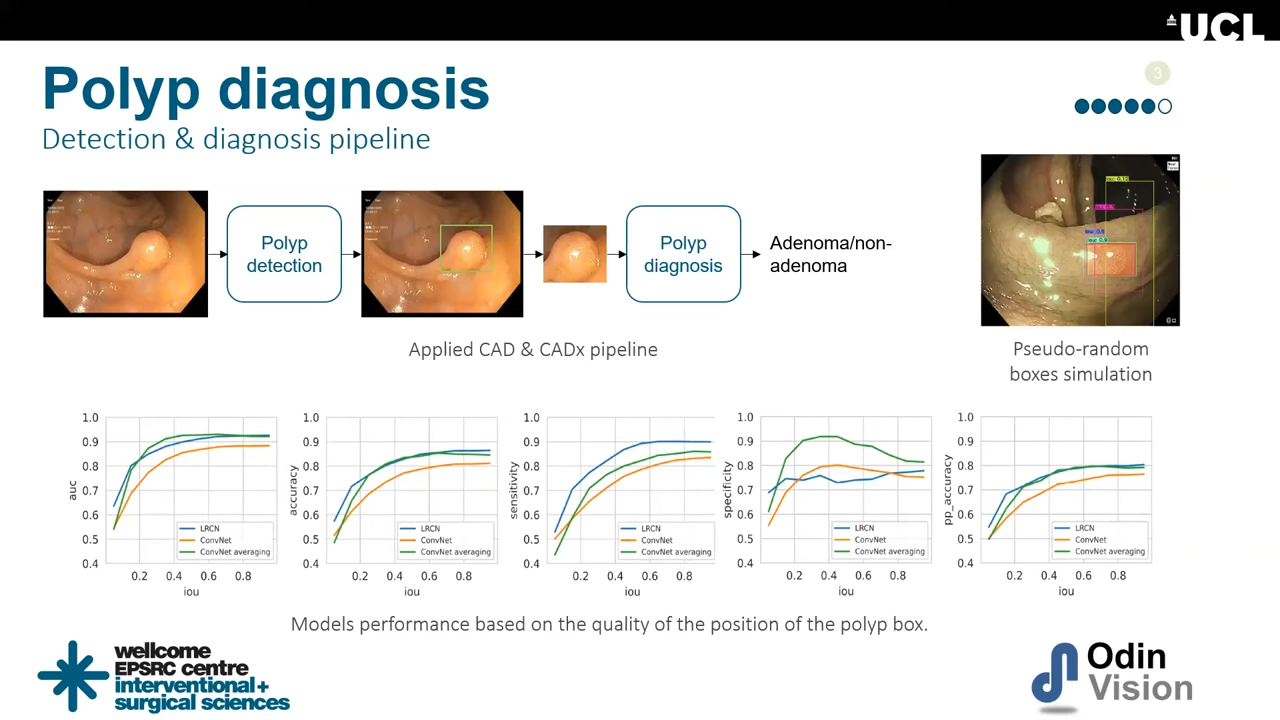 UCL
Polyp diagnosis
3
Detection & diagnosis pipeline
Polyp
detection
Polyp
diagnosis
Adenoma/non-
adenoma
Applied CAD & CADx pipeline
Pseudo-random
boxes simulation
1.0
0.9
0.8
0.7
0.6
0.5
0.4
auc
LRCN
ConvNet
ConvNet averaging
0.2 0.4 0.6 0.8
iou
1.0
0.9
0.8
0.7
0.6
0.5
0.4
accuracy
LRCN
ConvNet
ConvNet averaging
0.2 0.4 0.6 0.8
iou
1.0
0.9
0.8
0.7
0.6
0.5
0.4
sensitivity
LRCN
ConvNet
ConvNet averaging
0.2 0.4 0.6 0.8
iou
1.0
0.9
0.8
0.7
0.6
0.5
0.4
specificity
LRCN
ConvNet
ConvNet averaging
0.2 0.4 0.6 0.8
iou
1.0
0.9
0.8
0.7
0.6
0.5
0.4
pp_accuracy
LRCN
ConvNet
ConvNet averaging
0.2 0.4 0.6 0.8
iou
Models performance based on the quality of the position of the polyp box.
wellcome
EPSRC centre
interventional+
surgical sciences
Odin
Vision